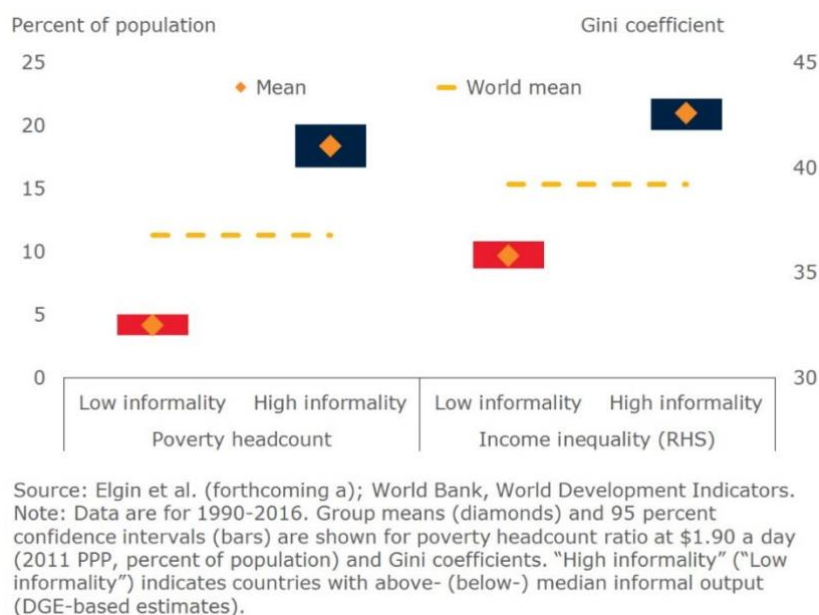 Percent of population Gini coefficient
25 45
Mean World mean
20
40
15
10
35
5
0 30
Low informality High informality Low informality High informality
Poverty headcount Income inequality (RHS)
Source: Elgin et al. (forthcoming a); World Bank, World Development Indicators.
Note: Data are for 1990-2016. Group means (diamonds) and 95 percent
confidence intervals (bars) are shown for poverty headcount ratio at $1.90 a day
(2011 PPP, percent of population) and Gini coefficients. “High informality” (“Low
informality”) indicates countries with above- (below-) median informal output
(DGE-based estimates).